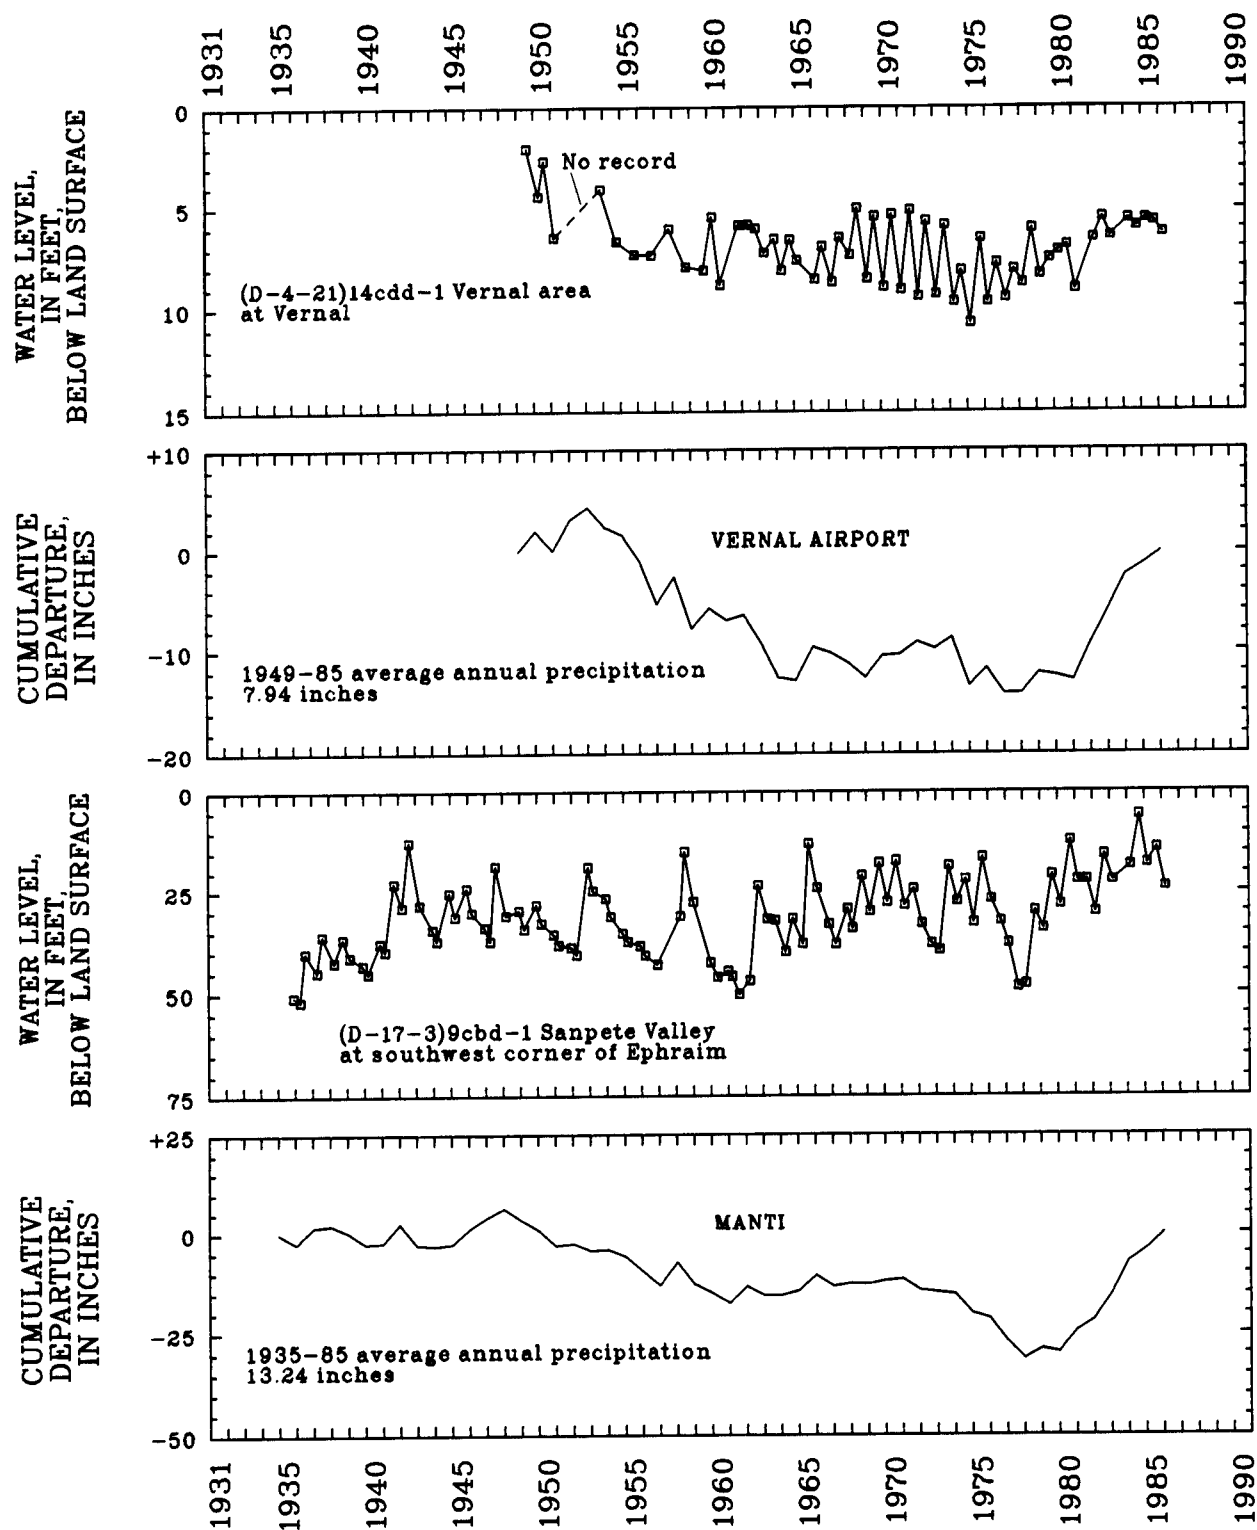 1931 1935 1940 1945 1950 1955 1960 1965 1970 1975 1980 1985 1990
WATER LEVEL,
IN FEET,
BELOW LAND SURFACE
0
5
10
15
No record
(D-4-21)14cdd-1 Vernal area
at Vernal
CUMULATIVE
DEPARTURE,
IN INCHES
+10
0
-10
-20
VERNAL AIRPORT
1949-85 average annual precipitation
7.94 inches
WATER LEVEL,
IN FEET,
BELOW LAND SURFACE
0
25
50
75
(D-17-3)9cbd-1 Sanpete Valley
at southwest corner of Ephraim
CUMULATIVE
DEPARTURE,
IN INCHES
+25
0
-25
-50
MANTI
1935-85 average annual precipitation
13.24 inches
1931 1935 1940 1945 1950 1955 1960 1965 1970 1975 1980 1985 1990